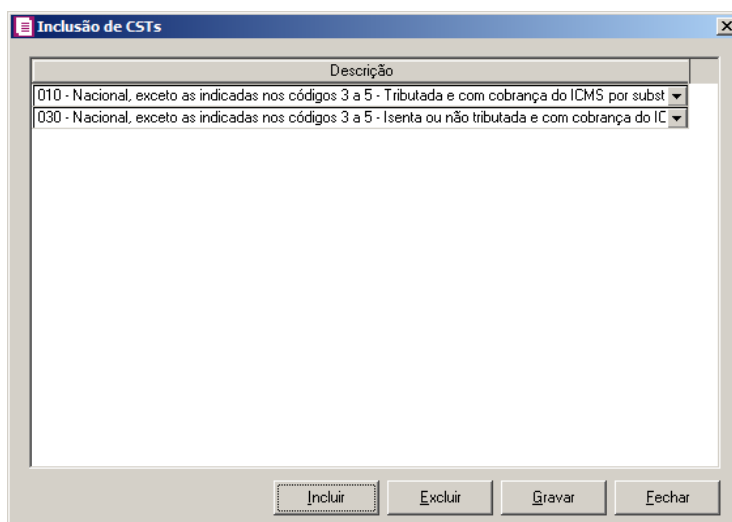 Inclusão de CSTs
Descrição
010 - Nacional, exceto as indicadas nos códigos 3 a 5 - Tributada e com cobrança do ICMS por subst
030 - Nacional, exceto as indicadas nos códigos 3 a 5 - Isenta ou não tributada e com cobrança do IC
Incluir Excluir Gravar Fechar